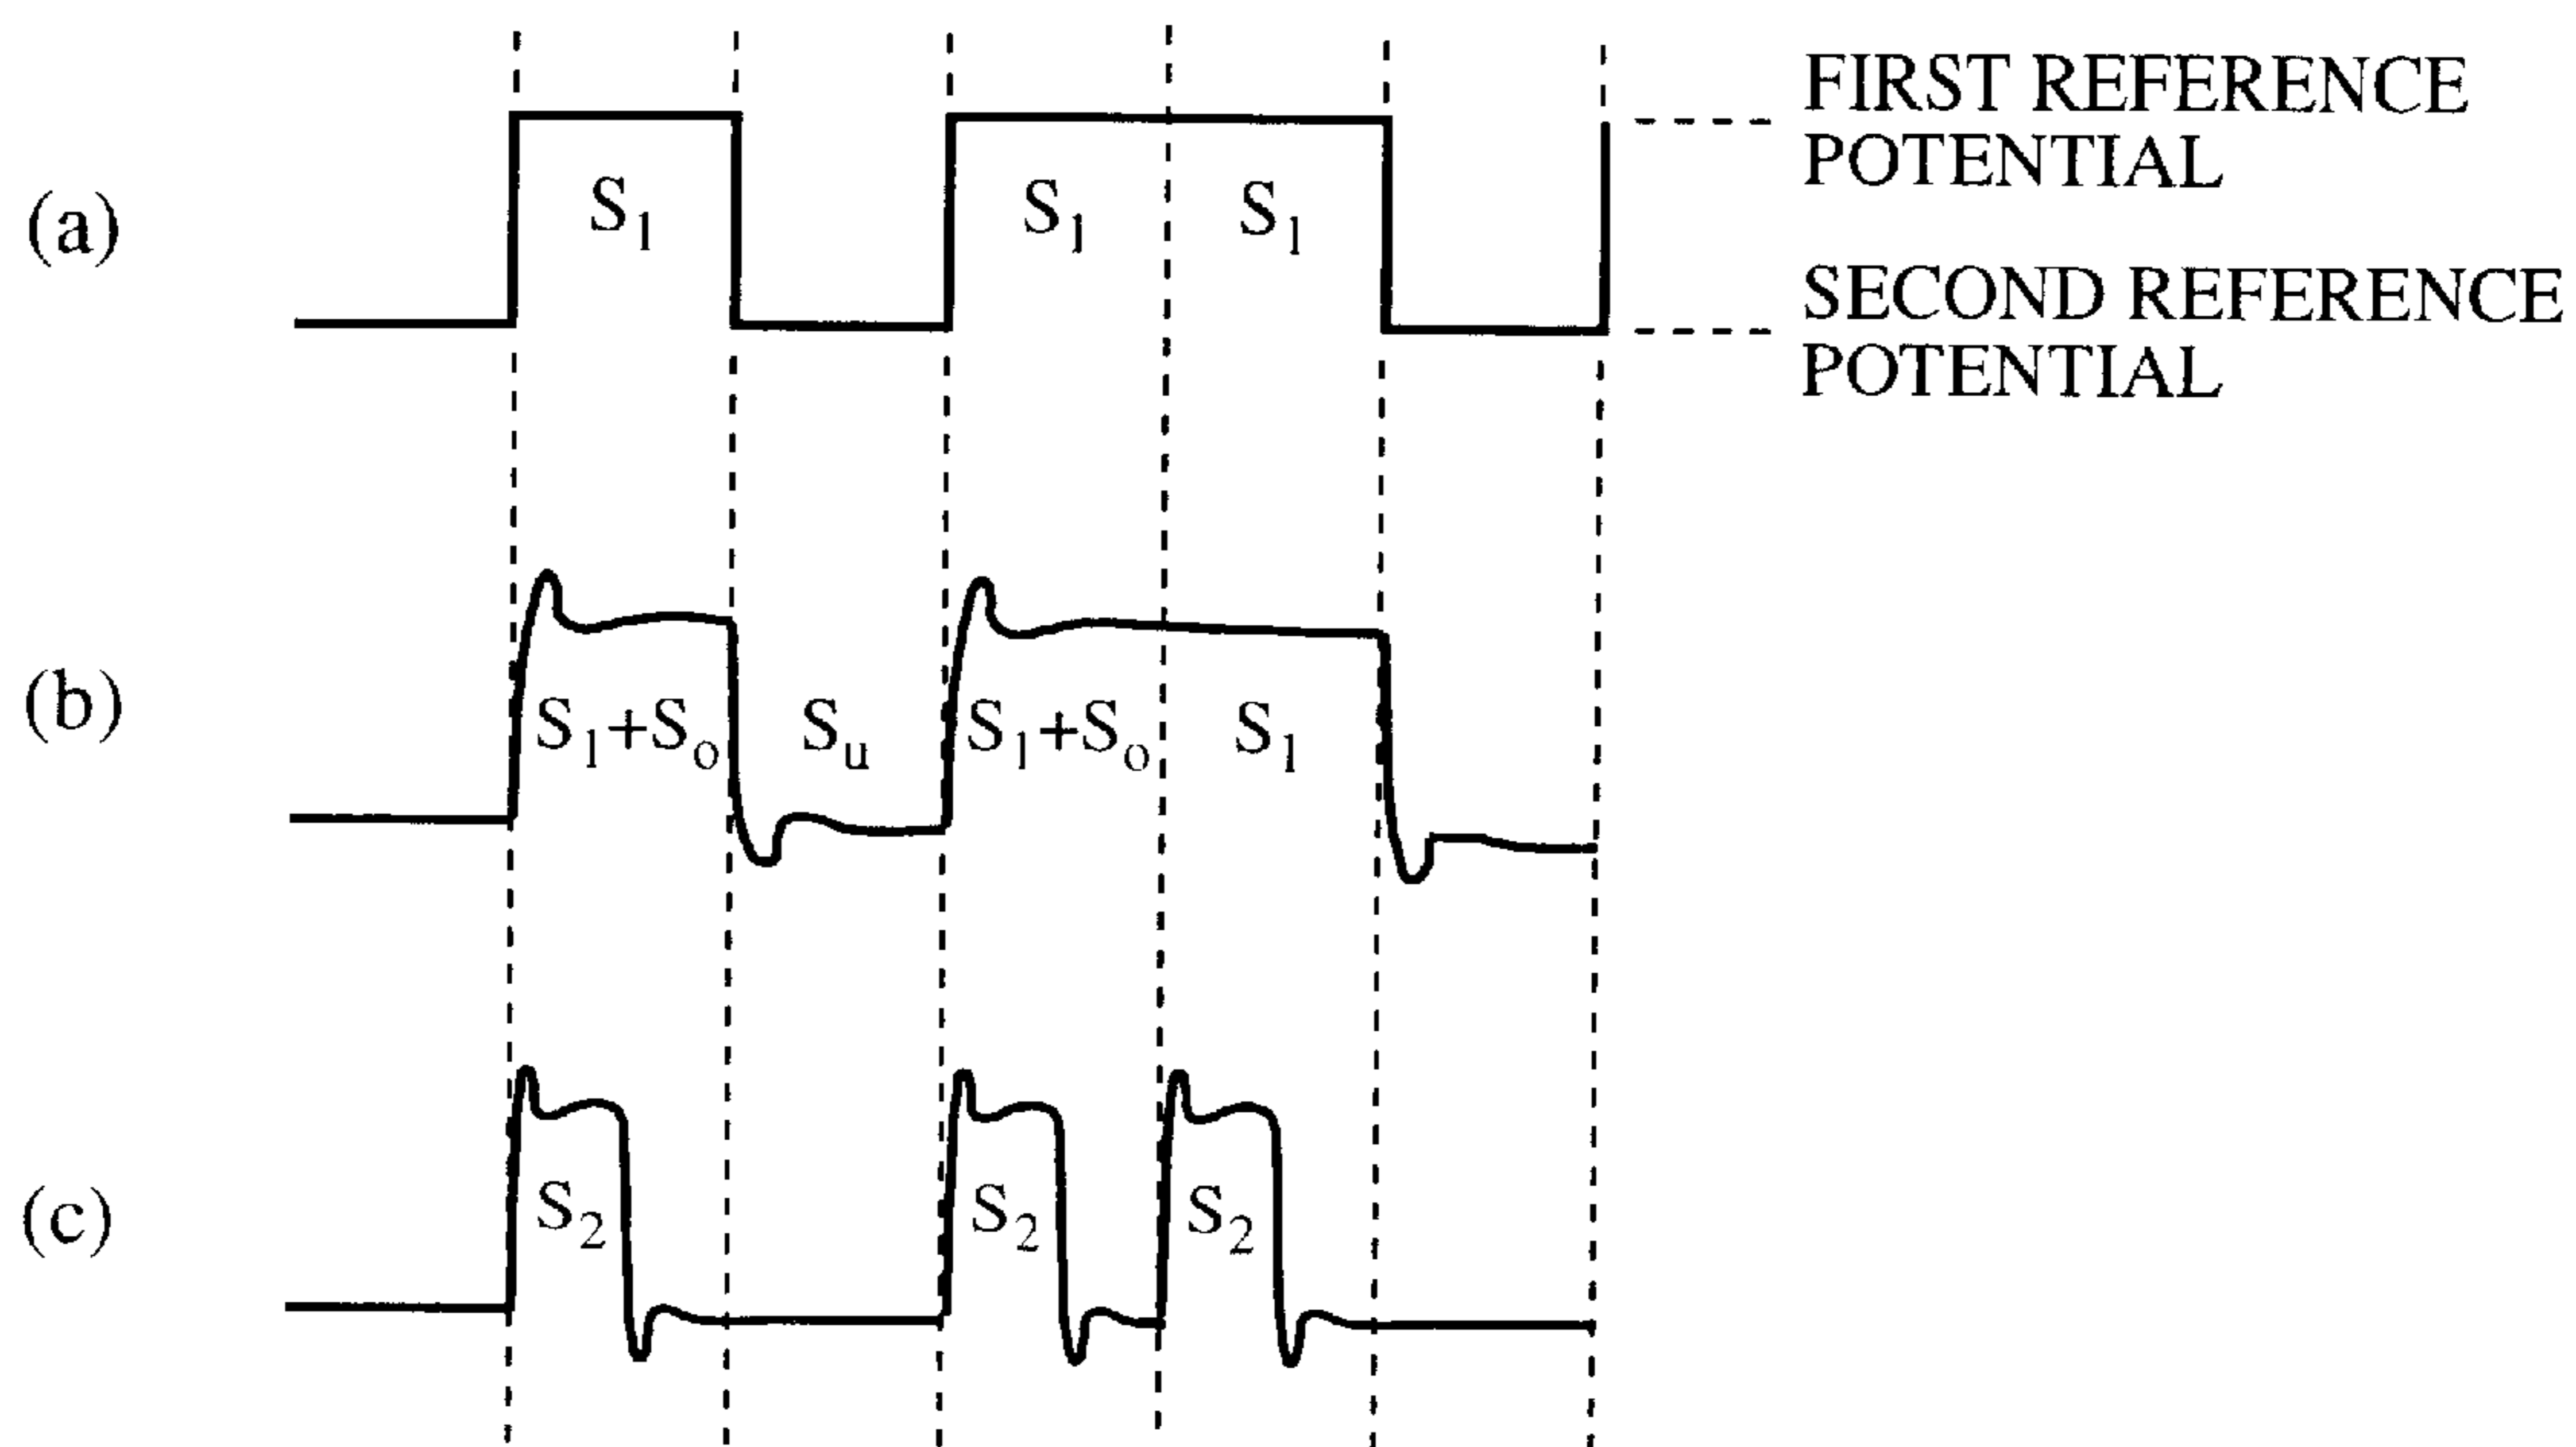 FIRST REFERENCE
POTENTIAL
(a)
S1
S1
S1
SECOND REFERENCE
POTENTIAL
(b)
S1+So
Su
S1+So
S1
(c)
S2
S2
S2